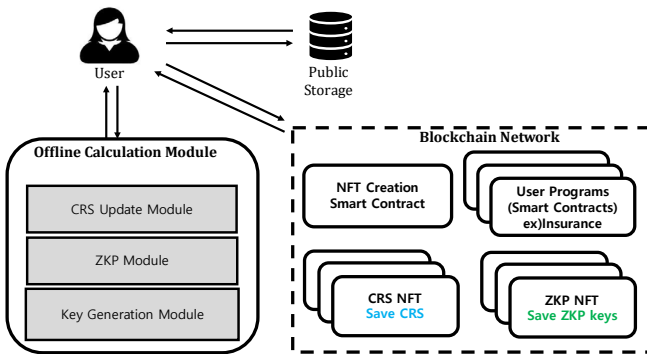 User
Public
Storage
Offline Calculation Module
CRS Update Module
ZKP Module
Key Generation Module
Blockchain Network
NFT Creation
Smart Contract
User Programs
(Smart Contracts)
ex)Insurance
CRS NFT
Save CRS
ZKP NFT
Save ZKP keys